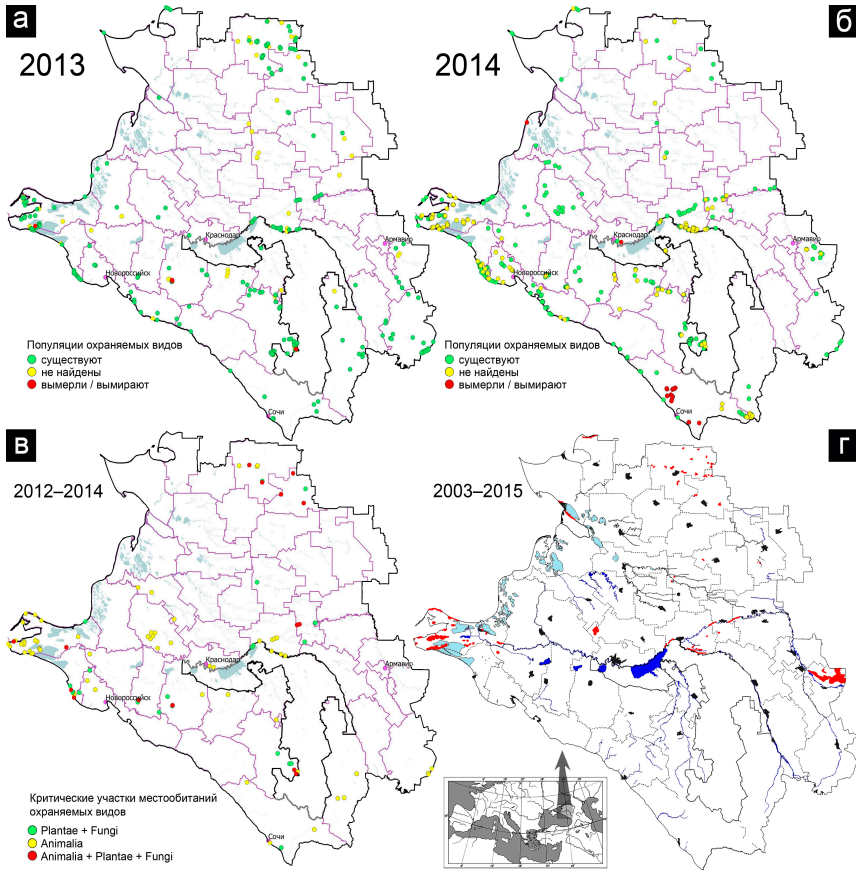 а
2013
Краснодар
Армавир
Новороссийск
Сочи
Популяции охраняемых видов
существуют
не найдены
вымерли / вымирают
б
2014
Краснодар
Армавир
Новороссийск
Сочи
Популяции охраняемых видов
существуют
не найдены
вымерли / вымирают
в
2012–2014
Краснодар
Армавир
Новороссийск
Сочи
Критические участки местообитаний
охраняемых видов
Plantae + Fungi
Animalia
Animalia + Plantae + Fungi
г
2003–2015